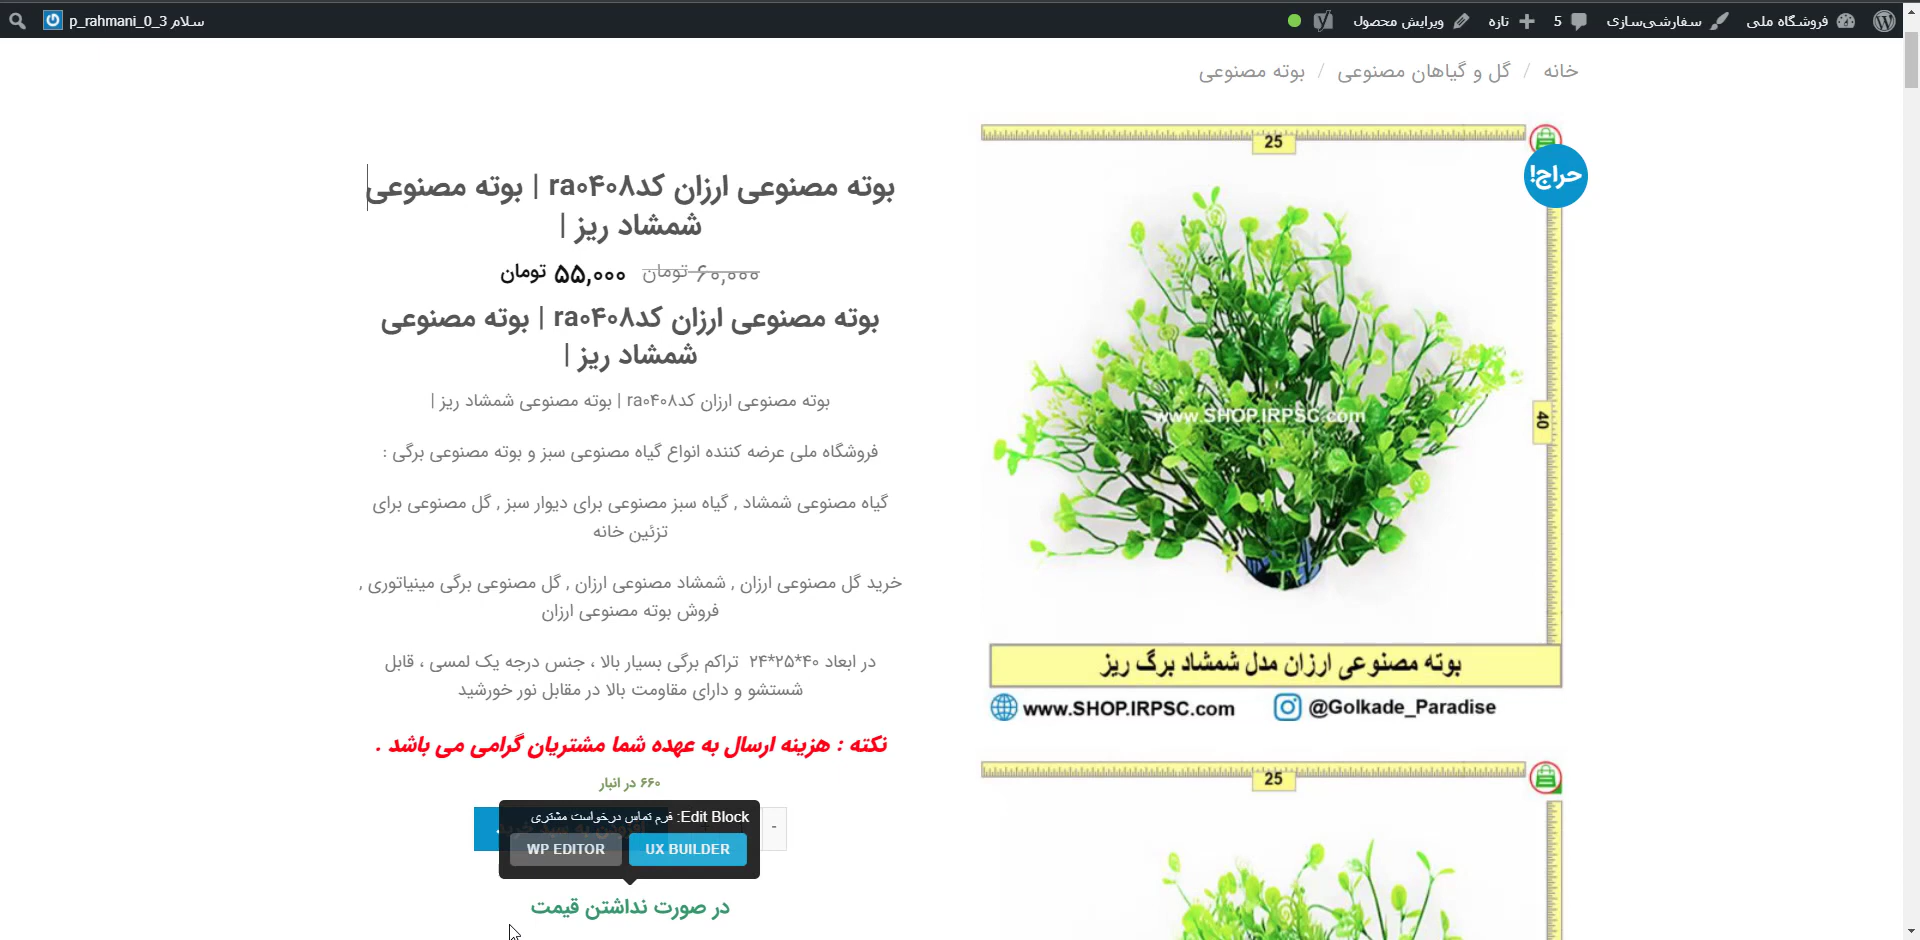 فروشگاه ملی
سفارشی‌سازی
5
تازه
ویرایش محصول
سلام p_rahmani_0_3
خانه / گل و گیاهان مصنوعی / بوته مصنوعی
25
حراج!
40
www.SHOP.IRPSC.com
بوته مصنوعی ارزان مدل شمشاد برگ ریز
www.SHOP.IRPSC.com
@Golkade_Paradise
25
بوته مصنوعی ارزان کدra۰۴۰۸ | بوته مصنوعی
شمشاد ریز |
۶۰,۰۰۰ تومان ۵۵,۰۰۰ تومان
بوته مصنوعی ارزان کدra۰۴۰۸ | بوته مصنوعی
شمشاد ریز |
بوته مصنوعی ارزان کدra۰۴۰۸ | بوته مصنوعی شمشاد ریز |
فروشگاه ملی عرضه کننده انواع گیاه مصنوعی سبز و بوته مصنوعی برگی :
گیاه مصنوعی شمشاد , گیاه سبز مصنوعی برای دیوار سبز , گل مصنوعی برای
تزئین خانه
خرید گل مصنوعی ارزان , شمشاد مصنوعی ارزان , گل مصنوعی برگی مینیاتوری ,
فروش بوته مصنوعی ارزان
در ابعاد ۴۰*۲۵*۲۴ تراکم برگی بسیار بالا ، جنس درجه یک لمسی ، قابل
شستشو و دارای مقاومت بالا در مقابل نور خورشید
نکته : هزینه ارسال به عهده شما مشتریان گرامی می باشد .
۶۶۰ در انبار
-
Edit Block: فرم تماس درخواست مشتری
WP EDITOR
UX BUILDER
در صورت نداشتن قیمت